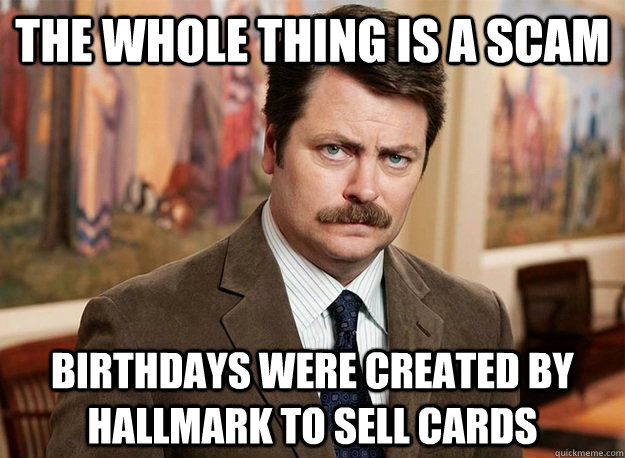 THE WHOLE THING IS A SCAM
BIRTHDAYS WERE CREATED BY
HALLMARK TO SELL CARDS
quickmeme.com